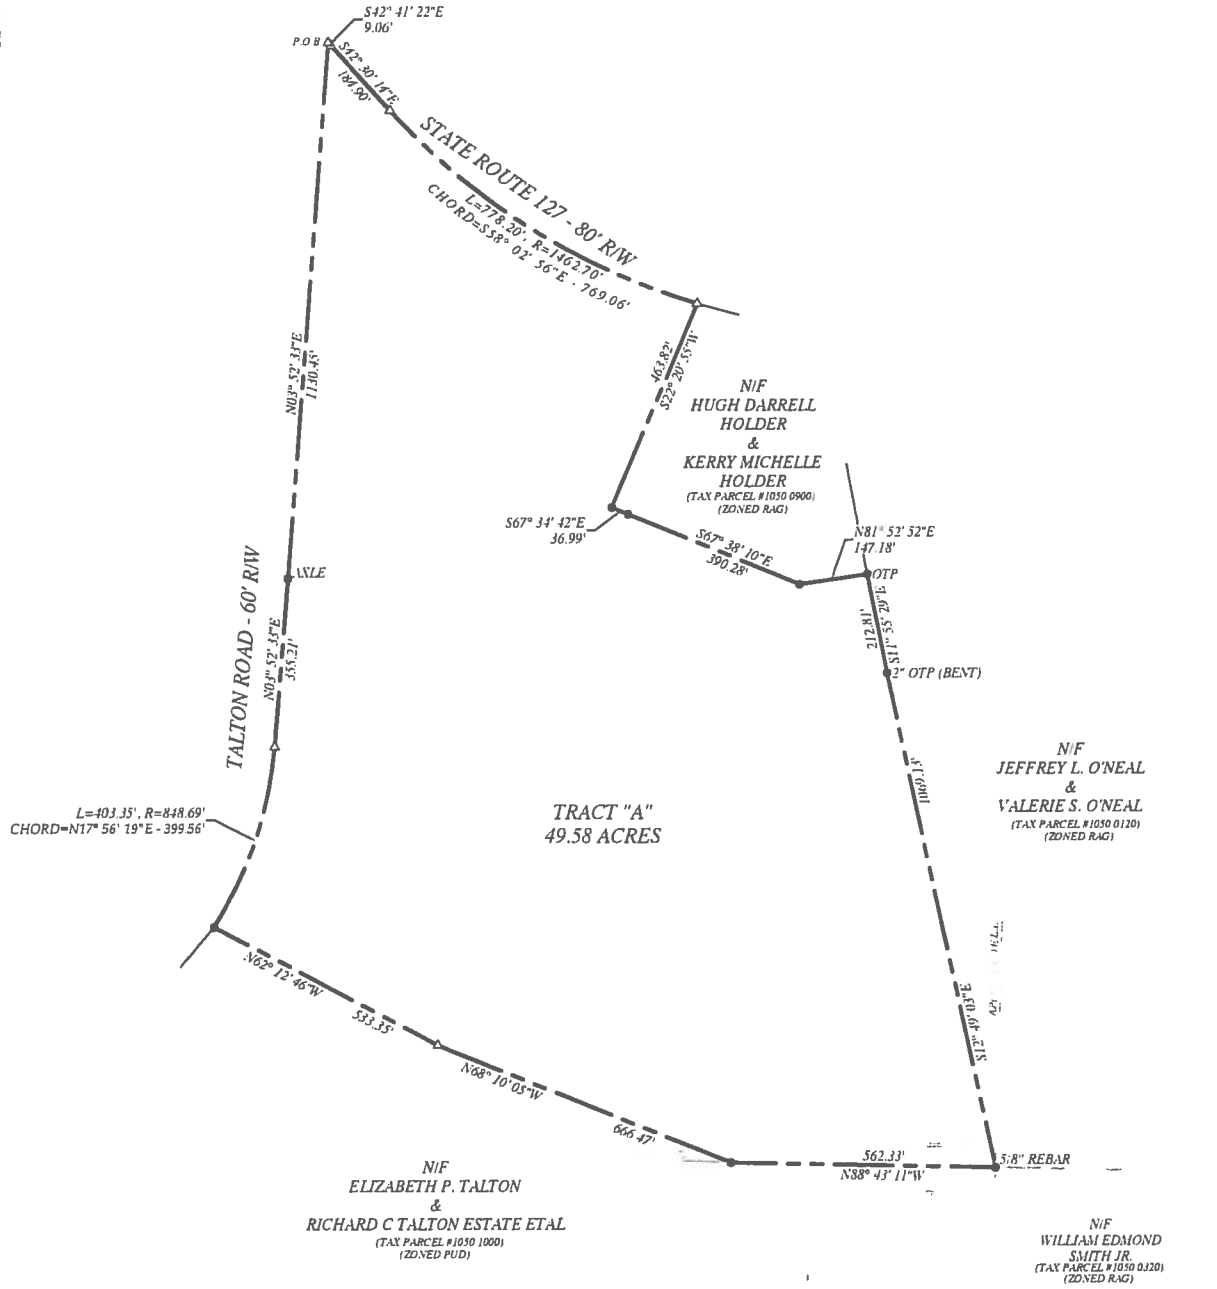 S42° 41' 22"E
9.06'
P.O.B
S42° 30' 14"E
184.90'
STATE ROUTE 127 - 80' R/W
L=778.20', R=1462.70'
CHORD=S58° 02' 56"E - 769.06'
N03° 52' 33"E
1130.45'
463.82'
S22° 20' 55"W
N/F
HUGH DARRELL
HOLDER
&
KERRY MICHELLE
HOLDER
(TAX PARCEL #1050 0900)
(ZONED RAG)
S67° 34' 42"E
36.99'
S67° 38' 10"E
390.28'
N81° 52' 52"E
147.18'
OTP
AXLE
TALTON ROAD - 60' R/W
N03° 52' 33"E
355.21'
212.81'
S11° 55' 29"E
2" OTP (BENT)
1069.13'
S12° 49' 03"E
N/F
JEFFREY L. O'NEAL
&
VALERIE S. O'NEAL
(TAX PARCEL #1050 0120)
(ZONED RAG)
L=403.35', R=848.69'
CHORD=N17° 56' 19"E - 399.56'
TRACT "A"
49.58 ACRES
N62° 12' 46"W
533.35'
N68° 10' 05"W
666.47'
562.33'
N88° 43' 11"W
5/8" REBAR
N/F
ELIZABETH P. TALTON
&
RICHARD C TALTON ESTATE ETAL
(TAX PARCEL #1050 1000)
(ZONED PUD)
N/F
WILLIAM EDMOND
SMITH JR.
(TAX PARCEL #1050 0320)
(ZONED RAG)